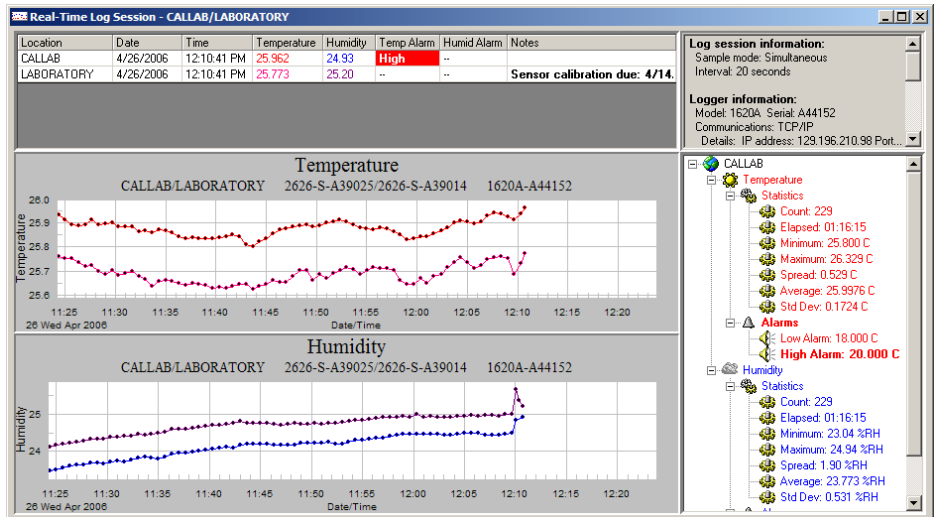 Real-Time Log Session - CALLAB/LABORATORY
Location Date Time Temperature Humidity Temp Alarm Humid Alarm Notes
CALLAB 4/26/2006 12:10:41 PM 25.962 24.93 High --
LABORATORY 4/26/2006 12:10:41 PM 25.773 25.20 -- -- Sensor calibration due: 4/14.
Log session information:
Sample mode: Simultaneous
Interval: 20 seconds
Logger information:
Model: 1620A Serial: A44152
Communications: TCP/IP
Details: IP address: 129.196.210.98 Port...
Temperature
CALLAB/LABORATORY 2626-S-A39025/2626-S-A39014 1620A-A44152
Temperature
26.0
25.9
25.8
25.7
25.6
11:25 11:30 11:35 11:40 11:45 11:50 11:55 12:00 12:05 12:10 12:15 12:20
26 Wed Apr 2006
Date/Time
Humidity
CALLAB/LABORATORY 2626-S-A39025/2626-S-A39014 1620A-A44152
Humidity
25
24
11:25 11:30 11:35 11:40 11:45 11:50 11:55 12:00 12:05 12:10 12:15 12:20
26 Wed Apr 2006
Date/Time
CALLAB
Temperature
Statistics
Count: 229
Elapsed: 01:16:15
Minimum: 25.800 C
Maximum: 26.329 C
Spread: 0.529 C
Average: 25.9976 C
Std Dev: 0.1724 C
Alarms
Low Alarm: 18.000 C
High Alarm: 20.000 C
Humidity
Statistics
Count: 229
Elapsed: 01:16:15
Minimum: 23.04 %RH
Maximum: 24.94 %RH
Spread: 1.90 %RH
Average: 23.773 %RH
Std Dev: 0.531 %RH